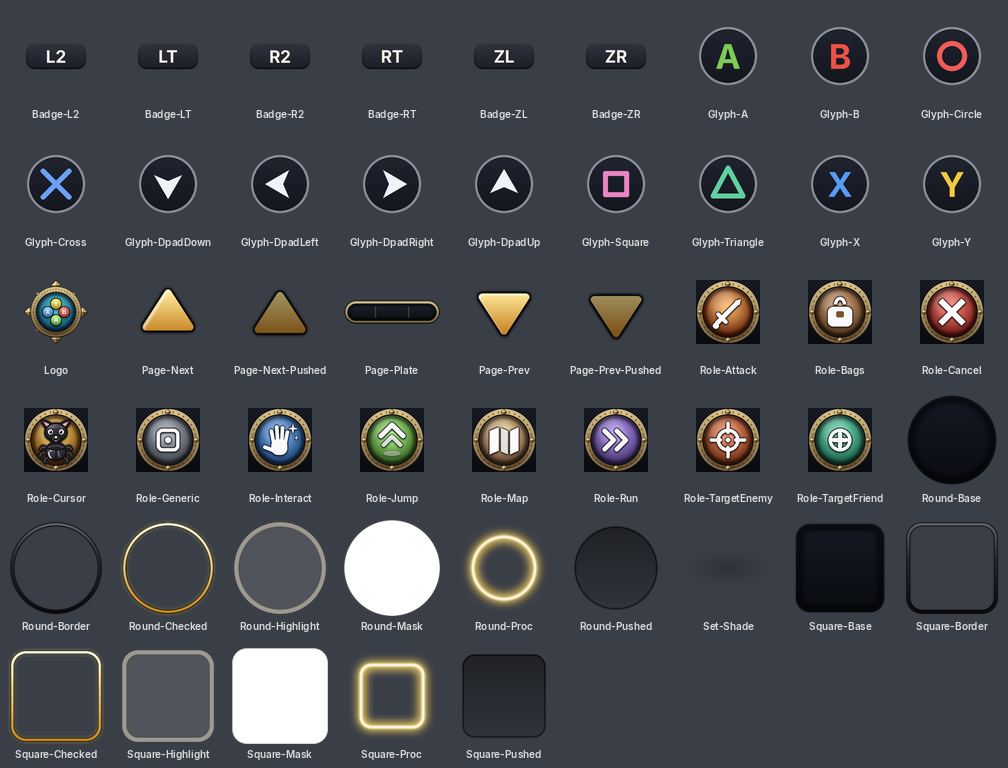 L2 LT R2 RT ZL ZR A B
Badge-L2 Badge-LT Badge-R2 Badge-RT Badge-ZL Badge-ZR Glyph-A Glyph-B Glyph-Circle
X Y
Glyph-Cross Glyph-DpadDown Glyph-DpadLeft Glyph-DpadRight Glyph-DpadUp Glyph-Square Glyph-Triangle Glyph-X Glyph-Y
Y
X B
A
Logo Page-Next Page-Next-Pushed Page-Plate Page-Prev Page-Prev-Pushed Role-Attack Role-Bags Role-Cancel
Role-Cursor Role-Generic Role-Interact Role-Jump Role-Map Role-Run Role-TargetEnemy Role-TargetFriend Round-Base
Round-Border Round-Checked Round-Highlight Round-Mask Round-Proc Round-Pushed Set-Shade Square-Base Square-Border
Square-Checked Square-Highlight Square-Mask Square-Proc Square-Pushed